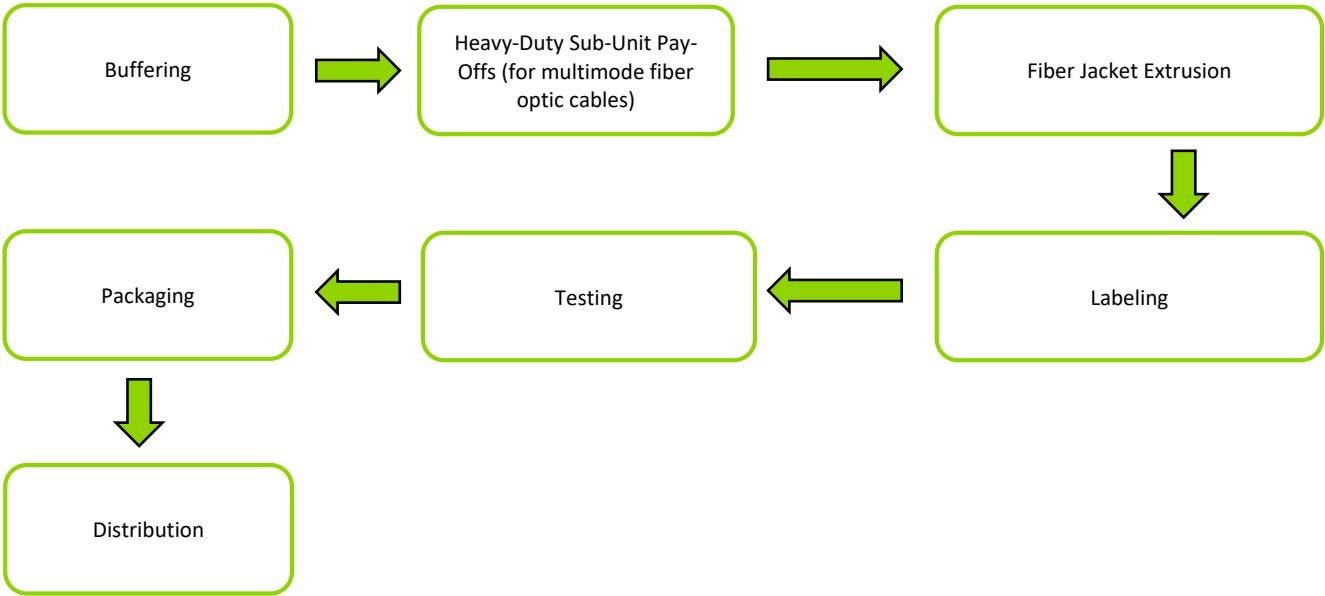 Buffering
Heavy-Duty Sub-Unit Pay-
Offs (for multimode fiber
optic cables)
Fiber Jacket Extrusion
Labeling
Testing
Packaging
Distribution